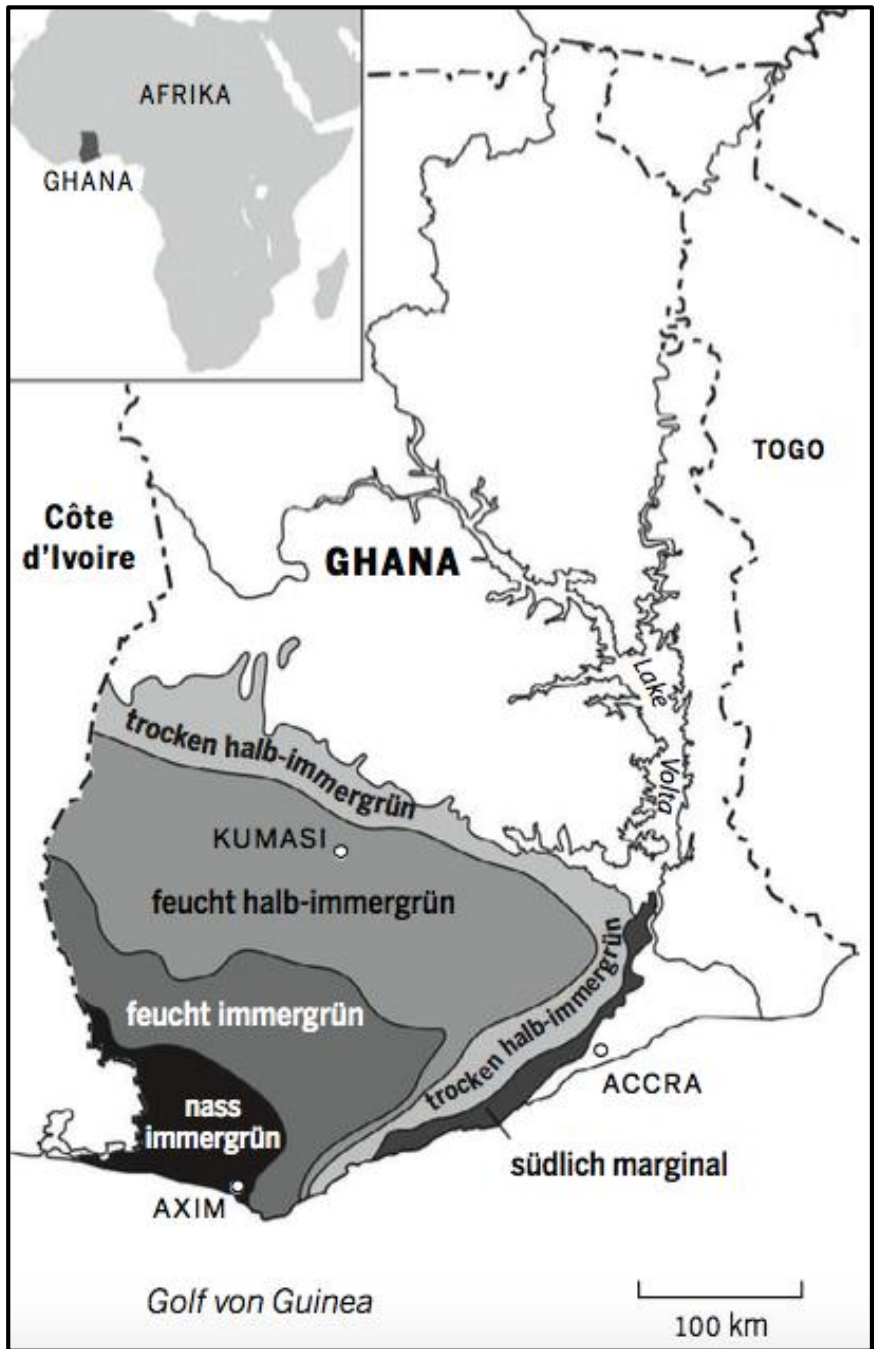 AFRIKA
GHANA
TOGO
Côte
d'Ivoire
GHANA
Lake
Volta
trocken halb-immergrün
KUMASI
feucht halb-immergrün
trocken halb-immergrün
feucht immergrün
ACCRA
nass
immergrün
südlich marginal
AXIM
Golf von Guinea
100 km